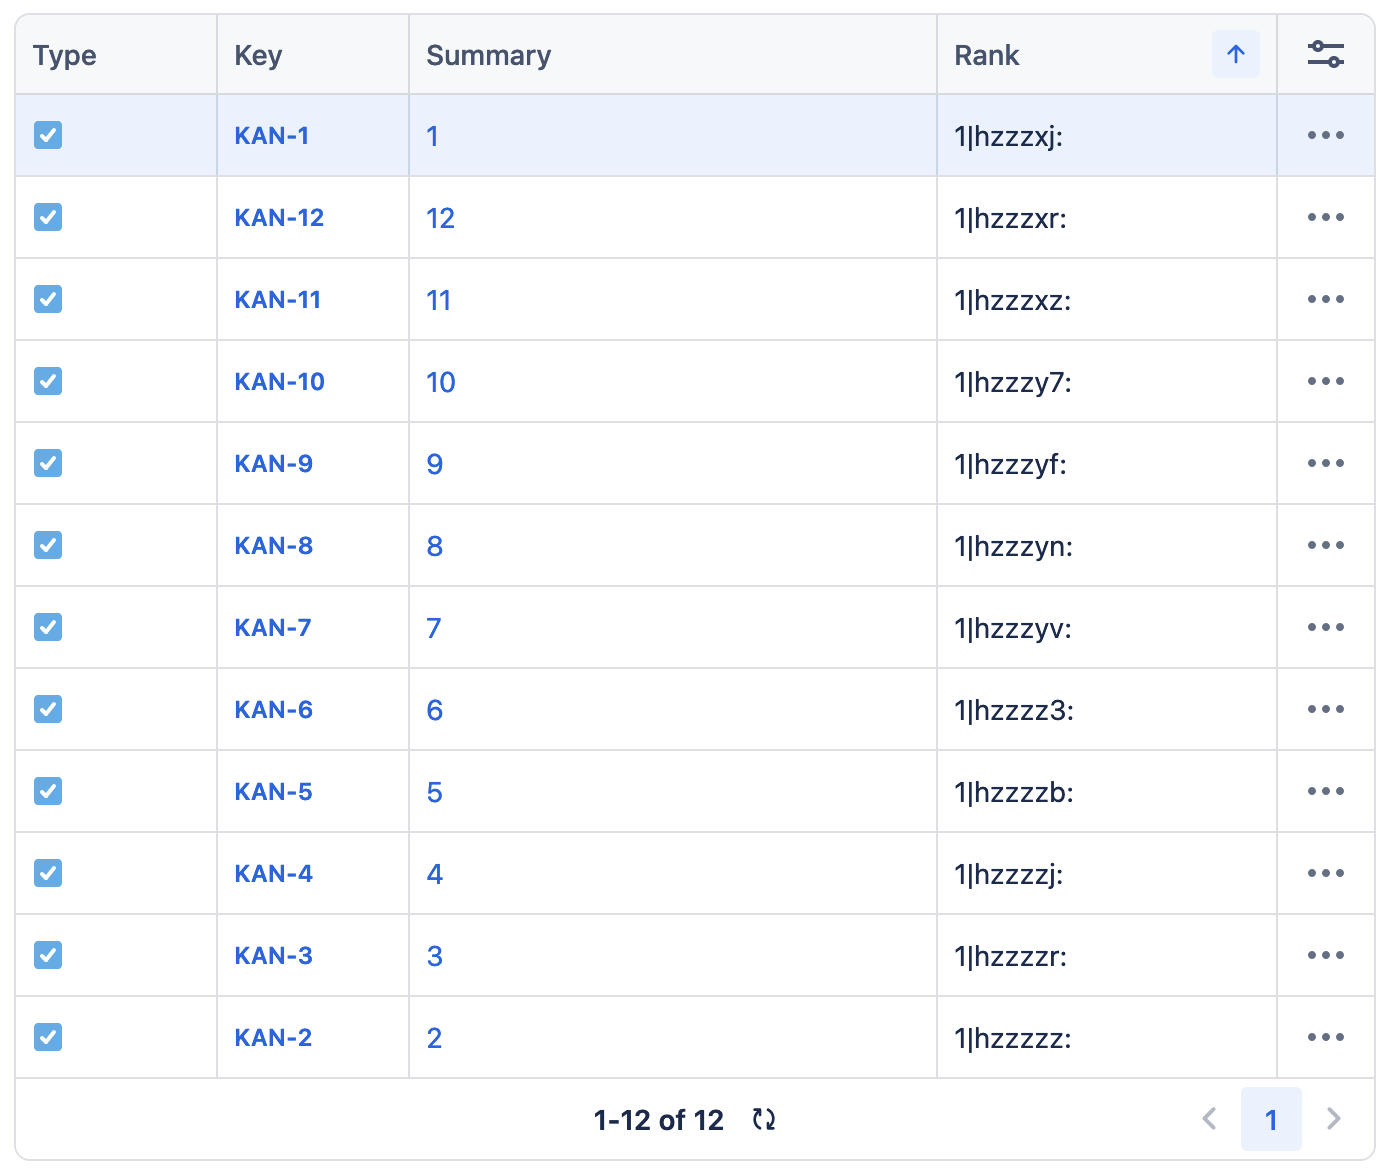 Type Key Summary Rank
KAN-1 1 1|hzzzxj:
KAN-12 12 1|hzzzxr:
KAN-11 11 1|hzzzxz:
KAN-10 10 1|hzzzy7:
KAN-9 9 1|hzzzyf:
KAN-8 8 1|hzzzyn:
KAN-7 7 1|hzzzyv:
KAN-6 6 1|hzzzz3:
KAN-5 5 1|hzzzzb:
KAN-4 4 1|hzzzzj:
KAN-3 3 1|hzzzzr:
KAN-2 2 1|hzzzzz:
1-12 of 12 1